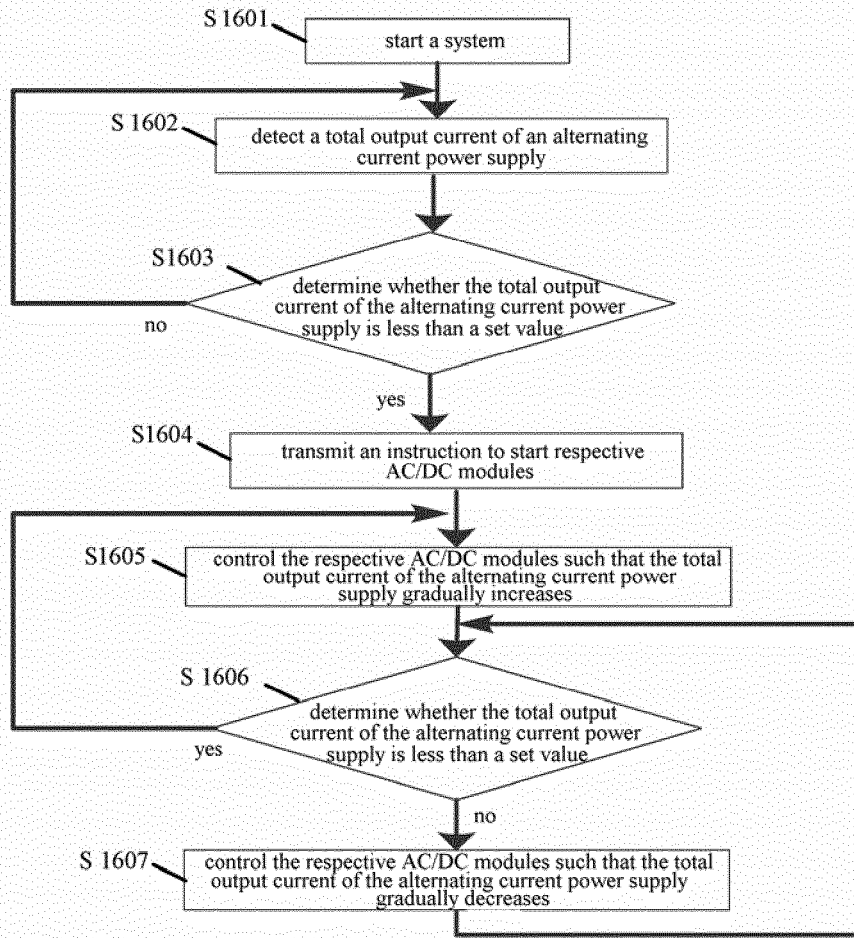 S 1601
start a system
S 1602
detect a total output current of an alternating
current power supply
S1603
determine whether the total output
current of the alternating current power
supply is less than a set value
no
yes
S1604
transmit an instruction to start respective
AC/DC modules
S1605
control the respective AC/DC modules such that the total
output current of the alternating current power
supply gradually increases
S 1606
determine whether the total output
current of the alternating current power
supply is less than a set value
yes
no
S 1607
control the respective AC/DC modules such that the total
output current of the alternating current power supply
gradually decreases